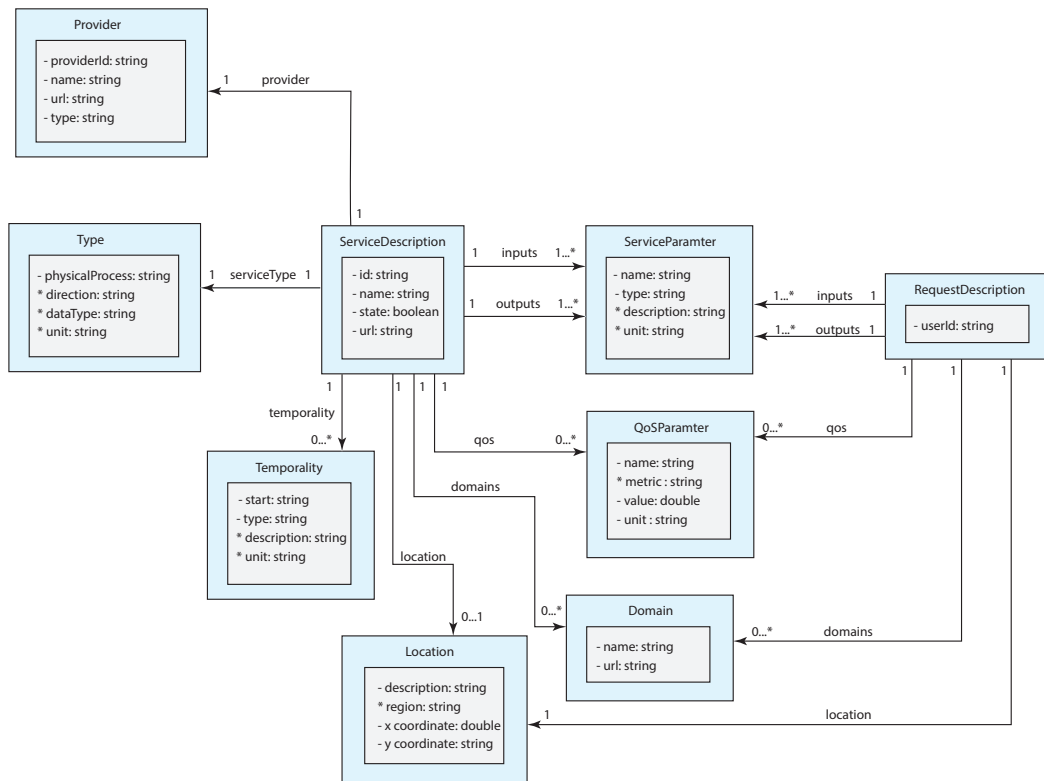 Provider
- providerId: string
- name: string
- url: string
- type: string
1 provider
1
Type
- physicalProcess: string
* direction: string
* dataType: string
* unit: string
1 serviceType 1
ServiceDescription
- id: string
- name: string
- state: boolean
- url: string
1 inputs 1...*
1 outputs 1...*
ServiceParamter
- name: string
- type: string
* description: string
* unit: string
1...* inputs 1
1...* outputs 1
RequestDescription
- userId: string
1 1 1 1
1 1 1
temporality
0...*
Temporality
- start: string
- type: string
* description: string
* unit: string
qos 0...*
QoSParamter
- name: string
* metric : string
- value: double
- unit : string
0...* qos
domains
0...*
location
0...1
Domain
- name: string
- url: string
0...* domains
Location
- description: string
* region: string
- x coordinate: double
- y coordinate: string
1 location